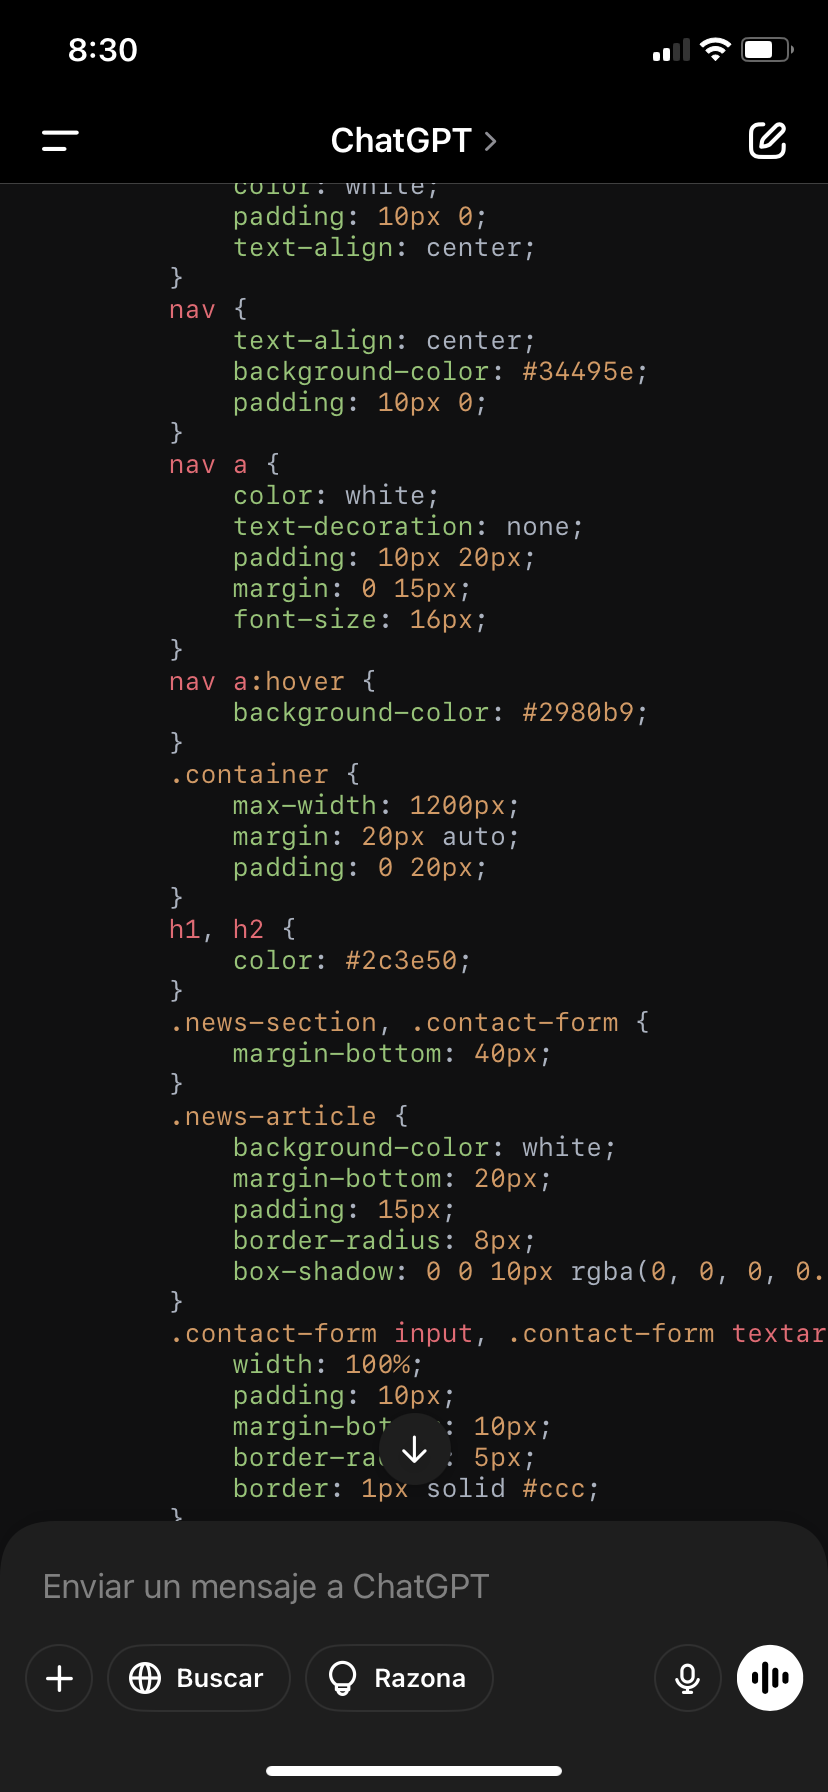 8:30
ChatGPT >
color: white;
padding: 10px 0;
text-align: center;
}
nav {
text-align: center;
background-color: #34495e;
padding: 10px 0;
}
nav a {
color: white;
text-decoration: none;
padding: 10px 20px;
margin: 0 15px;
font-size: 16px;
}
nav a:hover {
background-color: #2980b9;
}
.container {
max-width: 1200px;
margin: 20px auto;
padding: 0 20px;
}
h1, h2 {
color: #2c3e50;
}
.news-section, .contact-form {
margin-bottom: 40px;
}
.news-article {
background-color: white;
margin-bottom: 20px;
padding: 15px;
border-radius: 8px;
box-shadow: 0 0 10px rgba(0, 0, 0, 0.
}
.contact-form input, .contact-form textar
width: 100%;
padding: 10px;
margin-bot : 10px;
border-ra : 5px;
border: 1px solid #ccc;
}
Enviar un mensaje a ChatGPT
Buscar
Razona